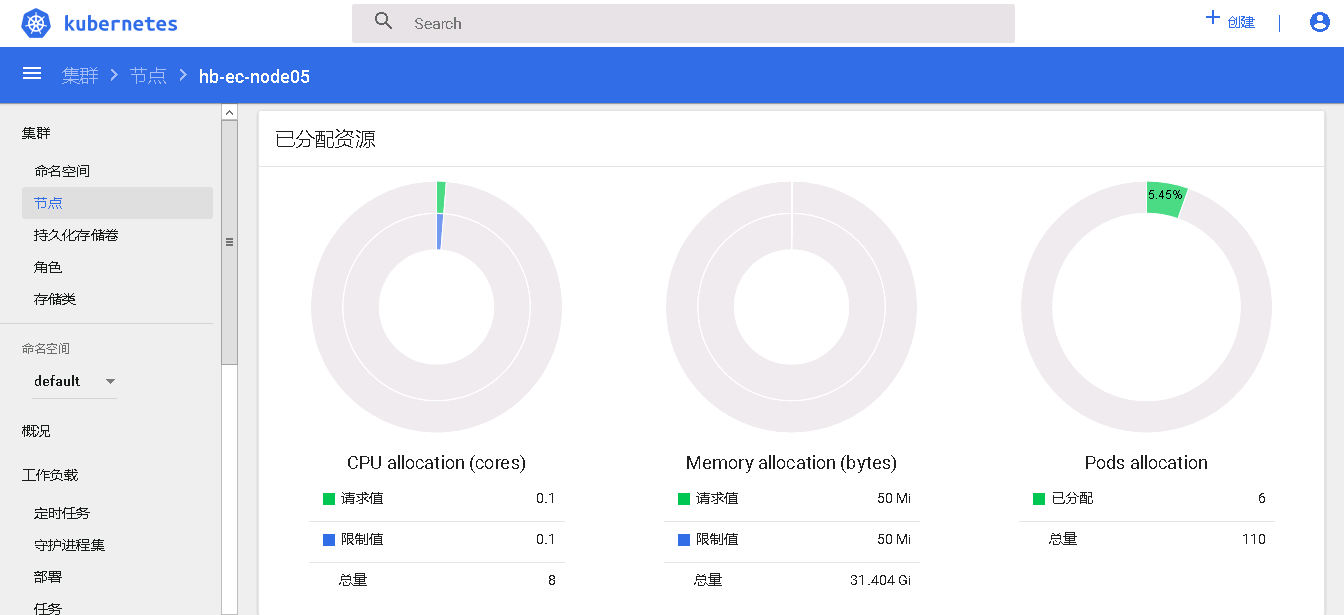 kubernetes
Search
创建
集群 节点 hb-ec-node05
集群
命名空间
节点
持久化存储卷
角色
存储类
命名空间
default
概况
工作负载
定时任务
守护进程集
部署
任务
已分配资源
CPU allocation (cores)
请求值 0.1
限制值 0.1
总量 8
Memory allocation (bytes)
请求值 50 Mi
限制值 50 Mi
总量 31.404 Gi
5.45%
Pods allocation
已分配 6
总量 110